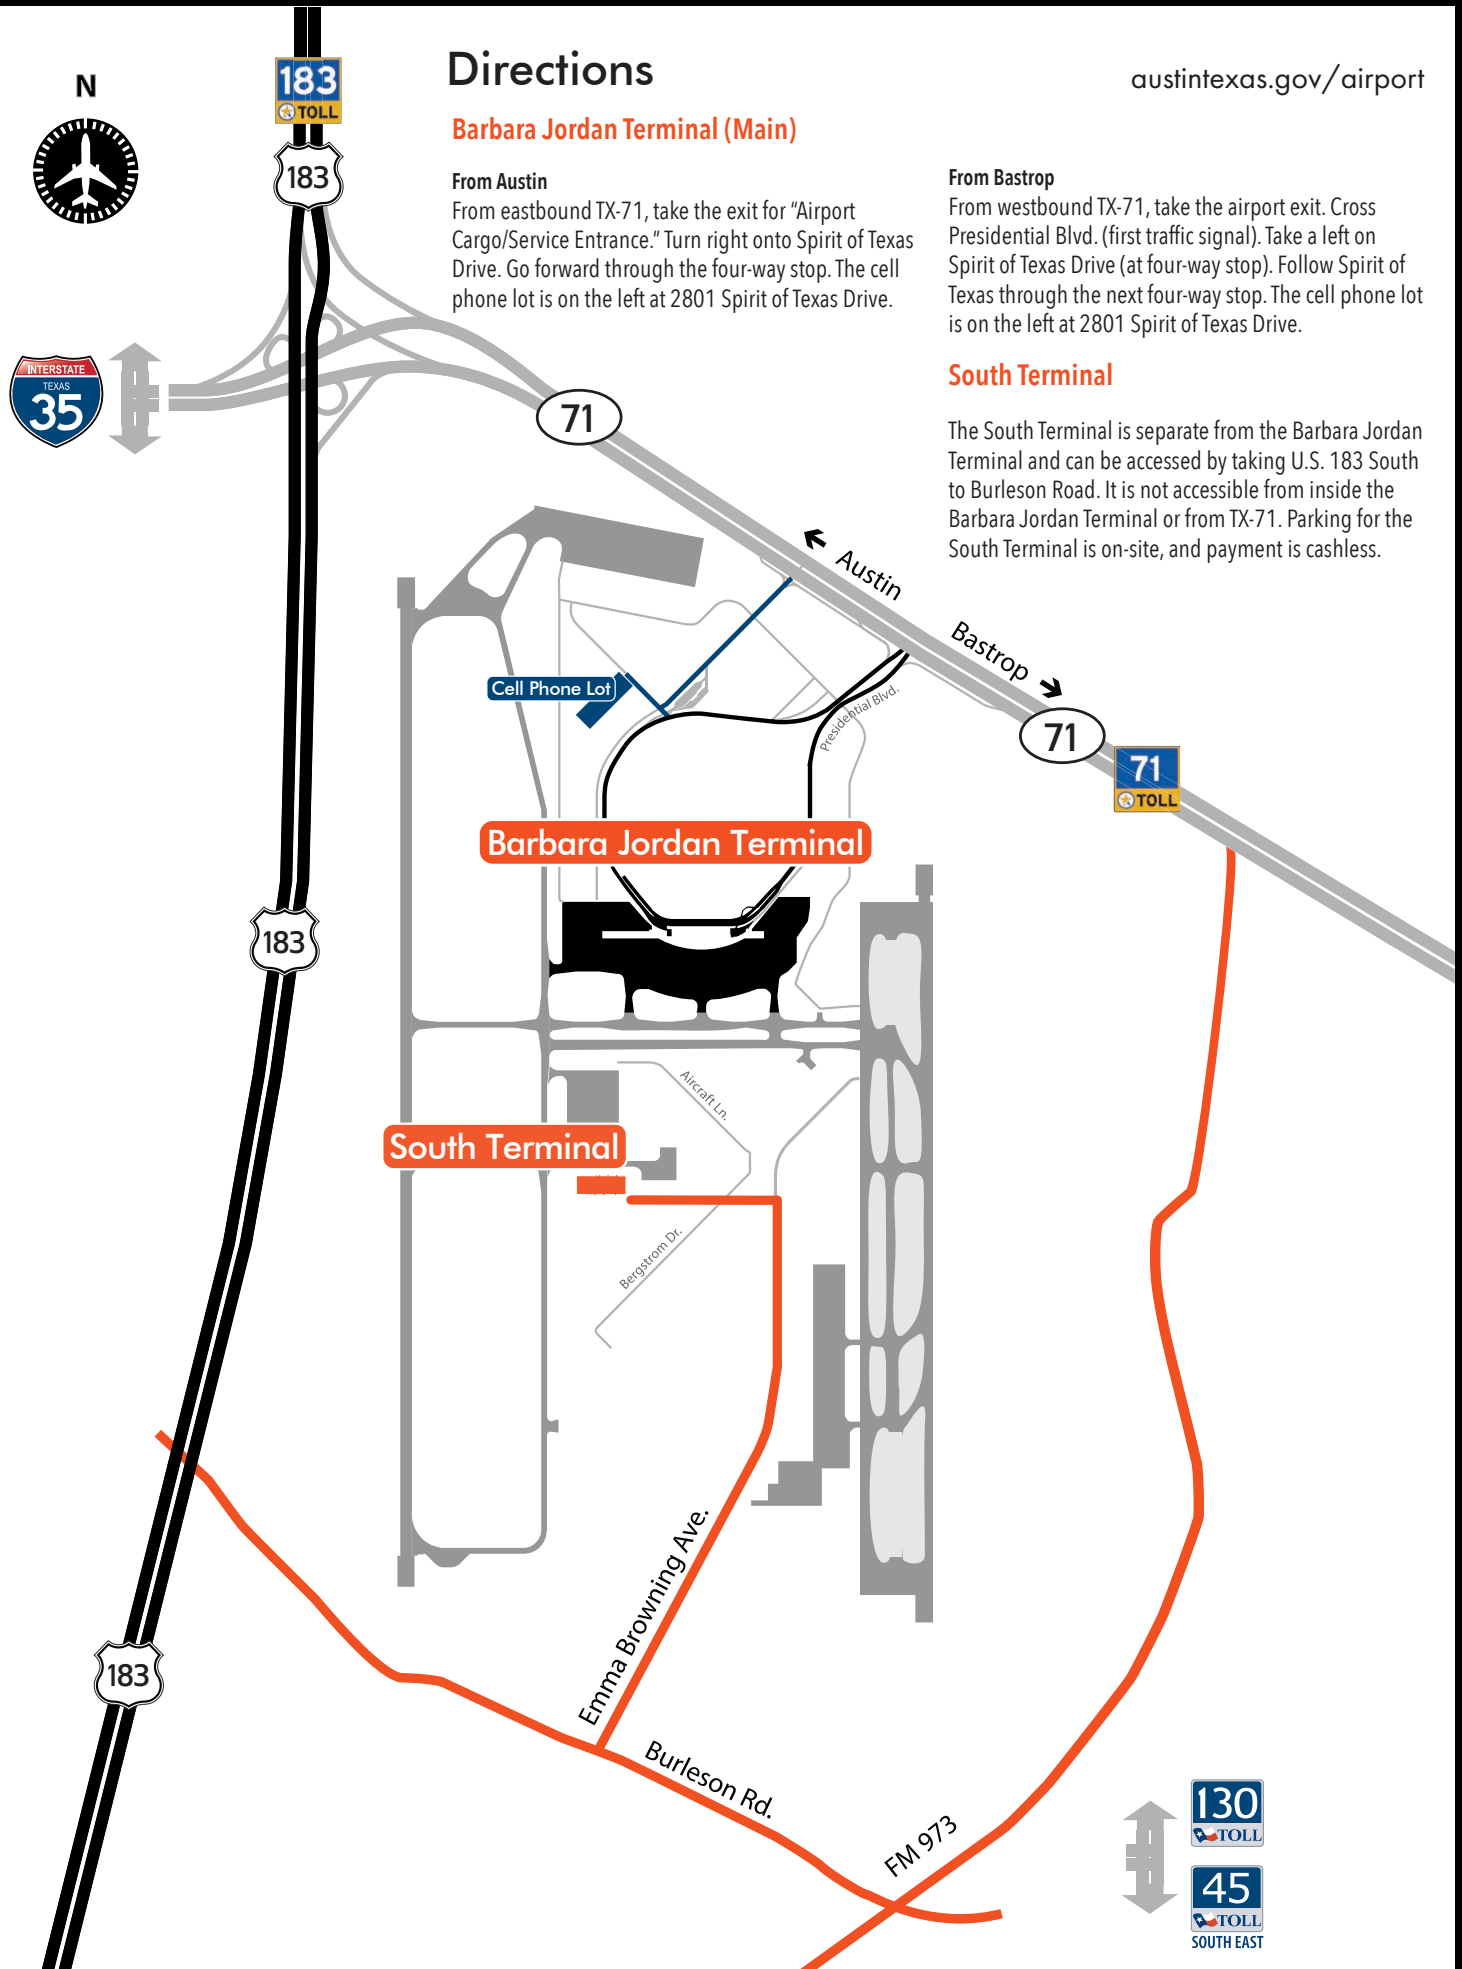 Directions
austintexas.gov/airport
Barbara Jordan Terminal (Main)
From Austin
From eastbound TX-71, take the exit for “Airport
Cargo/Service Entrance.” Turn right onto Spirit of Texas
Drive. Go forward through the four-way stop. The cell
phone lot is on the left at 2801 Spirit of Texas Drive.
From Bastrop
From westbound TX-71, take the airport exit. Cross
Presidential Blvd. (first traffic signal). Take a left on
Spirit of Texas Drive (at four-way stop). Follow Spirit of
Texas through the next four-way stop. The cell phone lot
is on the left at 2801 Spirit of Texas Drive.
South Terminal
The South Terminal is separate from the Barbara Jordan
Terminal and can be accessed by taking U.S. 183 South
to Burleson Road. It is not accessible from inside the
Barbara Jordan Terminal or from TX-71. Parking for the
South Terminal is on-site, and payment is cashless.
N
183
TOLL
183
INTERSTATE
TEXAS
35
71
Austin
Bastrop
Cell Phone Lot
Presidential Blvd.
71
71
TOLL
Barbara Jordan Terminal
183
Aircraft Ln.
South Terminal
Bergstrom Dr.
Emma Browning Ave.
183
Burleson Rd.
FM 973
130
TOLL
45
TOLL
SOUTH EAST